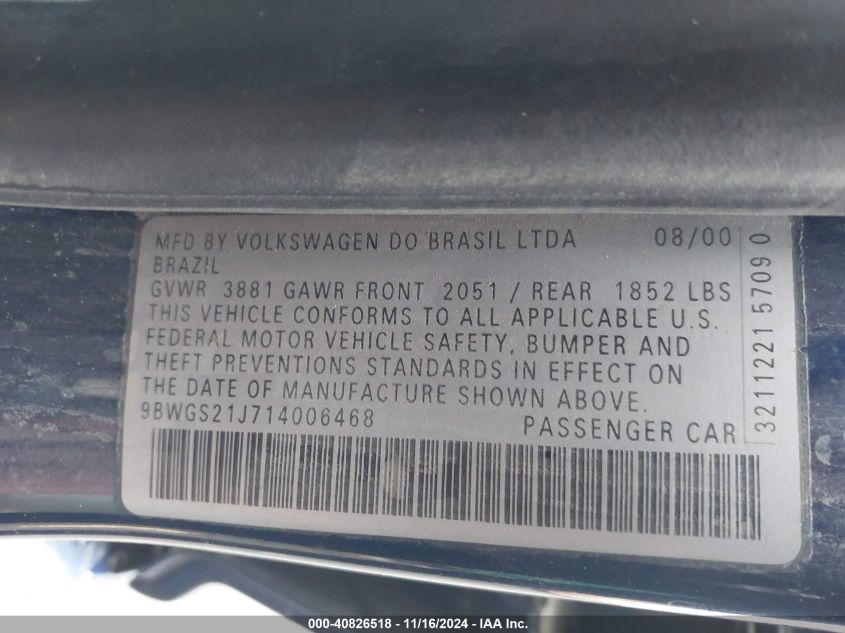 MFD BY VOLKSWAGEN DO BRASIL LTDA 08/00
BRAZIL
GVWR 3881 GAWR FRONT 2051 / REAR 1852 LBS
THIS VEHICLE CONFORMS TO ALL APPLICABLE U.S.
FEDERAL MOTOR VEHICLE SAFETY, BUMPER AND
THEFT PREVENTIONS STANDARDS IN EFFECT ON
THE DATE OF MANUFACTURE SHOWN ABOVE.
9BWGS21J714006468 PASSENGER CAR
3211221 5709 0
000-40826518 - 11/16/2024 - IAA Inc.